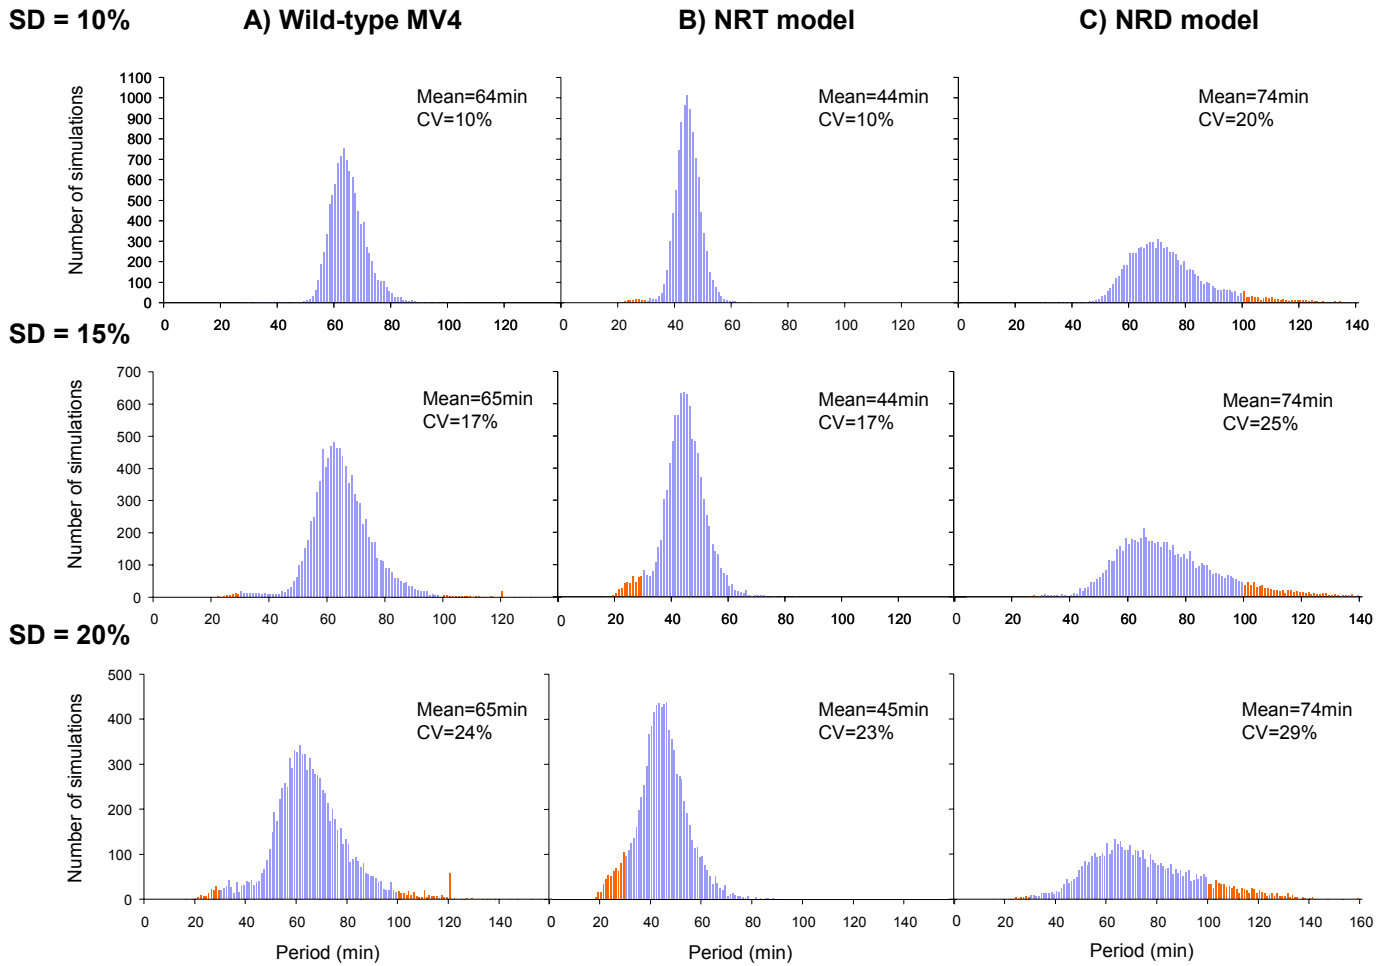 SD = 10%
A) Wild-type MV4
B) NRT model
C) NRD model
Number of simulations
1100
1000
900
800
700
600
500
400
300
200
100
0
Mean=64min
CV=10%
Mean=44min
CV=10%
Mean=74min
CV=20%
0 20 40 60 80 100 120
0 20 40 60 80 100 120
0 20 40 60 80 100 120 140
SD = 15%
Number of simulations
700
600
500
400
300
200
100
0
Mean=65min
CV=17%
Mean=44min
CV=17%
Mean=74min
CV=25%
0 20 40 60 80 100 120
0 20 40 60 80 100 120
0 20 40 60 80 100 120 140
SD = 20%
Number of simulations
500
400
300
200
100
0
Mean=65min
CV=24%
Mean=45min
CV=23%
Mean=74min
CV=29%
0 20 40 60 80 100 120 140
0 20 40 60 80 100 120 140
0 20 40 60 80 100 120 140 160
Period (min)
Period (min)
Period (min)